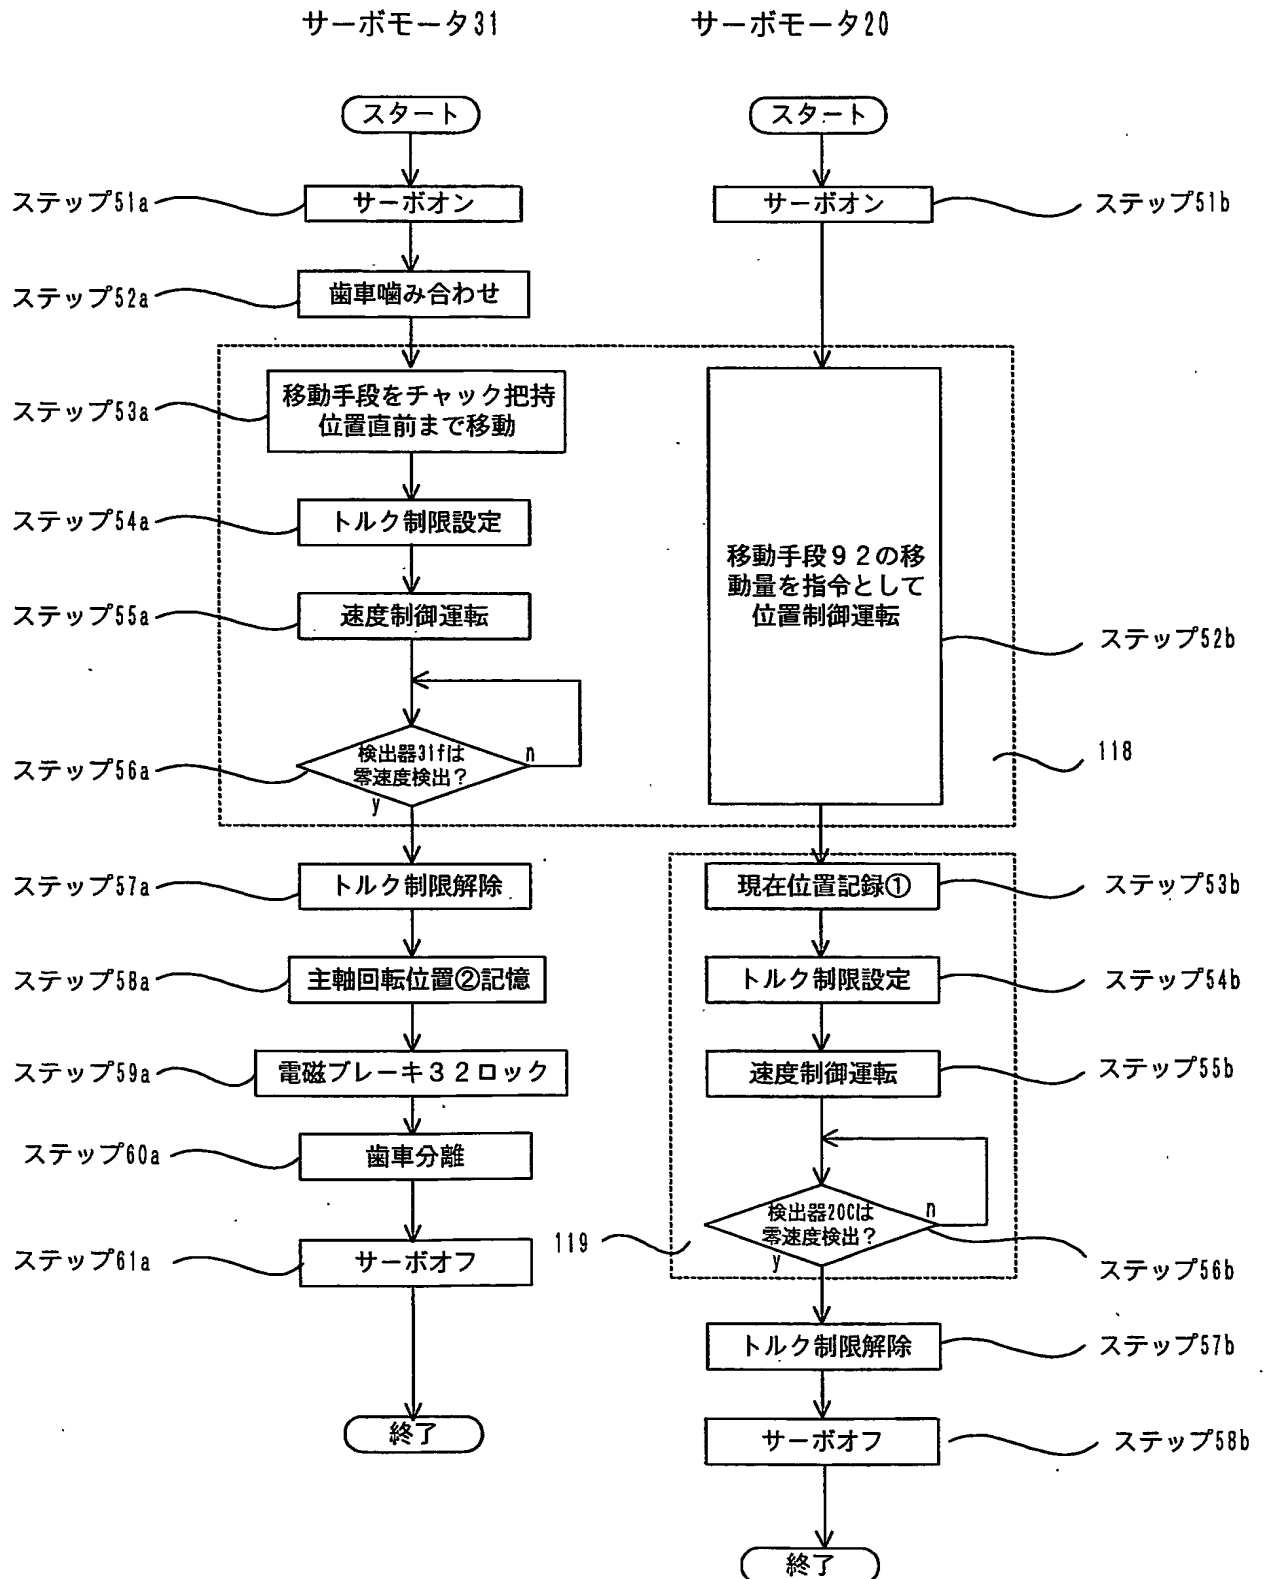 サーボモータ31
サーボモータ20
スタート
スタート
ステップ51a
サーボオン
サーボオン
ステップ51b
ステップ52a
歯車噛み合わせ
ステップ53a
移動手段をチャック把持
位置直前まで移動
ステップ54a
トルク制限設定
移動手段９２の移
動量を指令として
位置制御運転
ステップ55a
速度制御運転
ステップ52b
検出器31fは
零速度検出?
n
y
ステップ56a
118
ステップ57a
トルク制限解除
現在位置記録①
ステップ53b
ステップ58a
主軸回転位置②記憶
トルク制限設定
ステップ54b
ステップ59a
電磁ブレーキ３２ロック
速度制御運転
ステップ55b
ステップ60a
歯車分離
検出器20Cは
零速度検出?
n
y
119
ステップ56b
ステップ61a
サーボオフ
トルク制限解除
ステップ57b
終了
サーボオフ
ステップ58b
終了